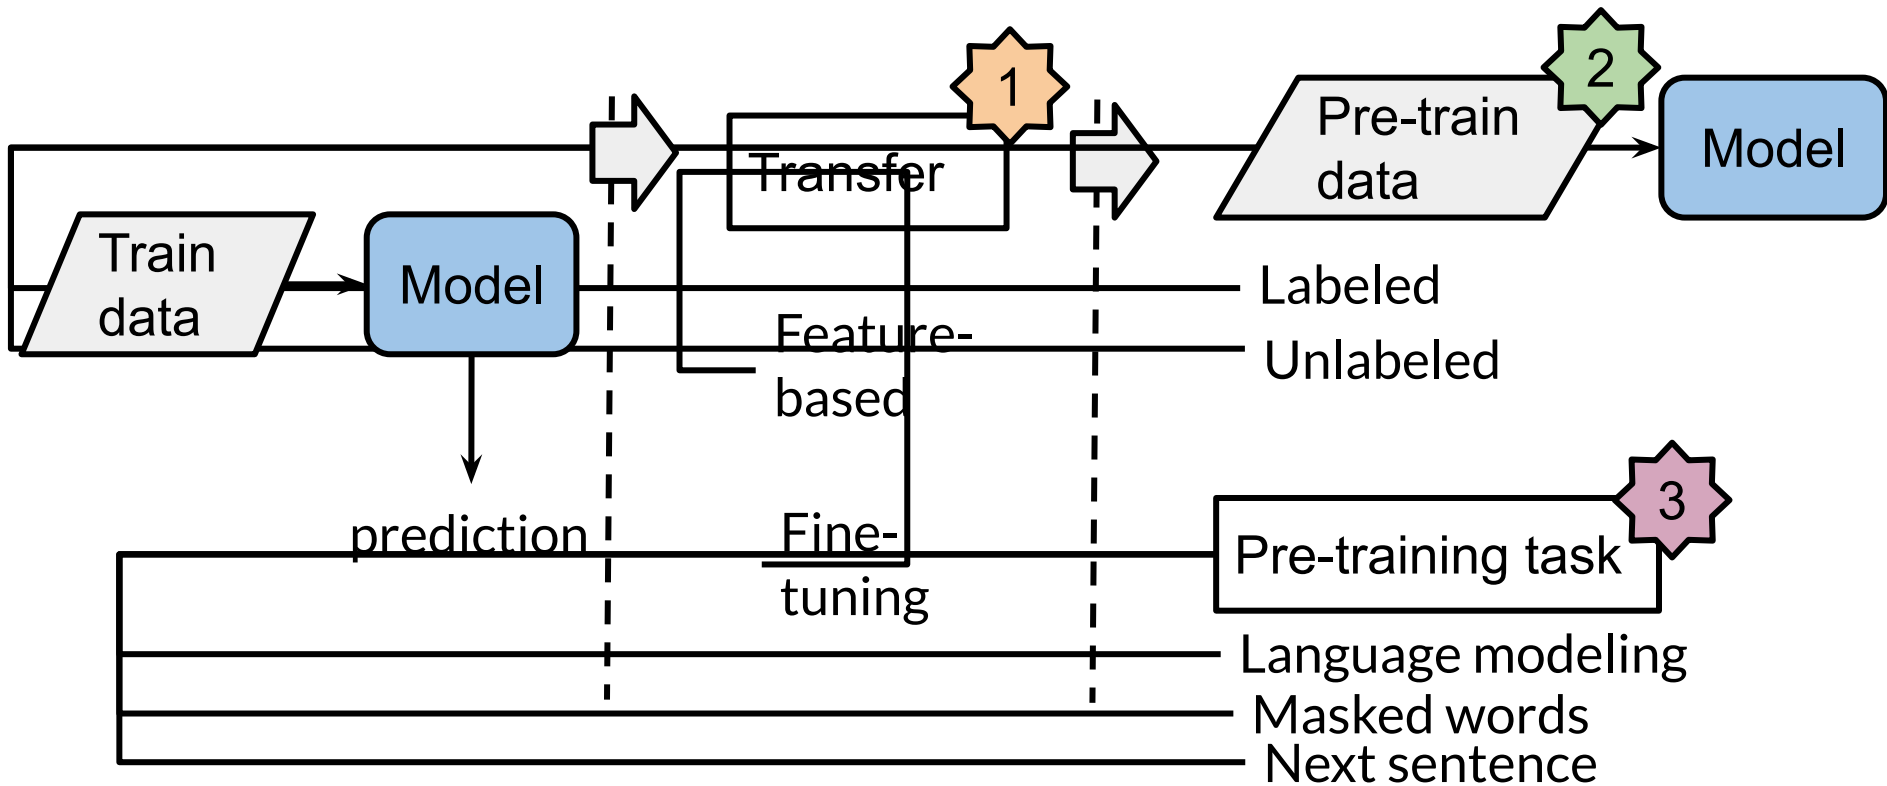 1
2
Transfer
Pre-train
data
Model
Train
data
Model
Labeled
Feature-
based
Unlabeled
prediction
Fine-
tuning
3
Pre-training task
Language modeling
Masked words
Next sentence